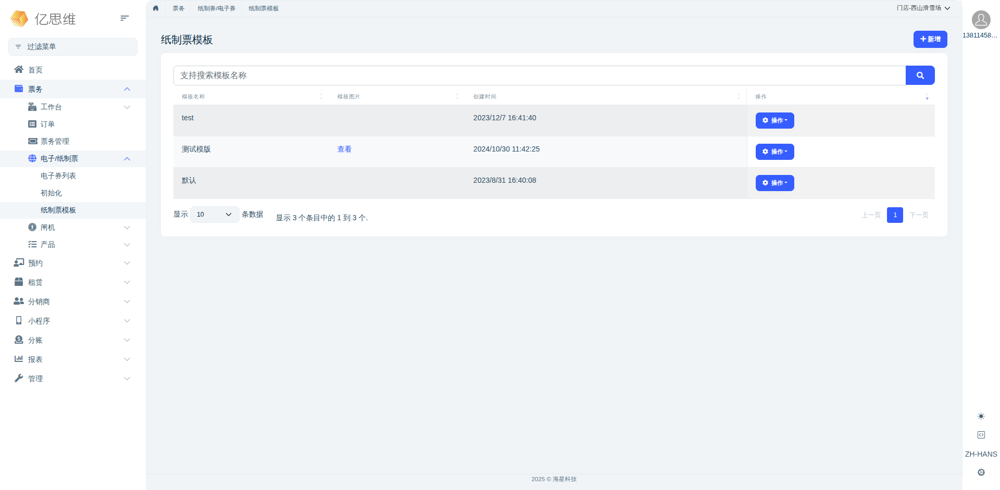 亿思维
过滤菜单
首页
票务
工作台
订单
票务管理
电子/纸制票
电子券列表
初始化
纸制票模板
闸机
产品
预约
租赁
分销商
小程序
分账
报表
管理
票务 纸制券/电子券 纸制票模板
门店-西山滑雪场
纸制票模板
新增
支持搜索模板名称
模板名称 模板图片 创建时间 操作
test 2023/12/7 16:41:40 操作
测试模版 查看 2024/10/30 11:42:25 操作
默认 2023/8/31 16:40:08 操作
显示 10 条数据 显示 3 个条目中的 1 到 3 个.
上一页 1 下一页
2025 © 海星科技
13811458...
ZH-HANS